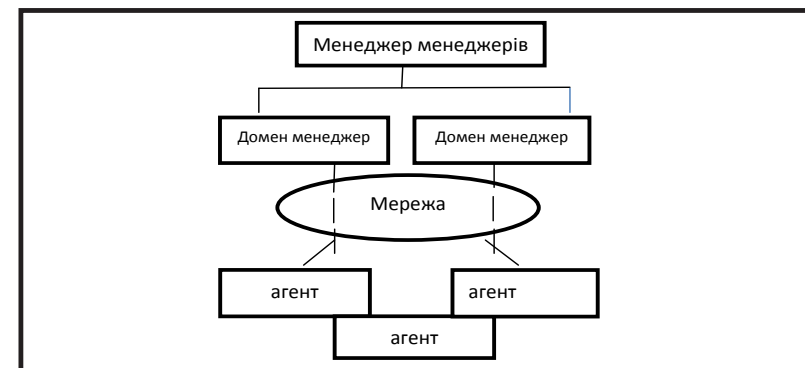 Менеджер менеджерів
Домен менеджер
Домен менеджер
Мережа
агент
агент
агент